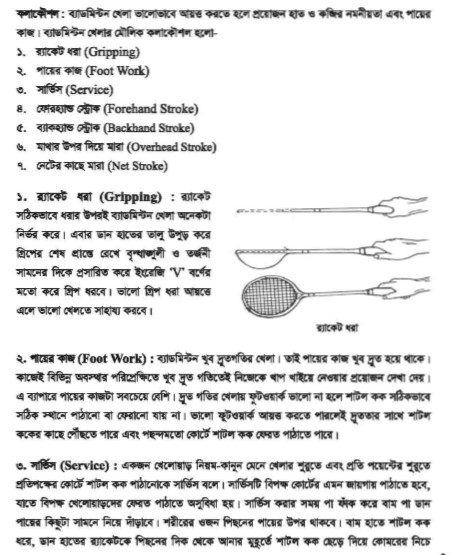 কলাকৌশল : ব্যাডমিন্টন খেলা ভালোভাবে আয়ত্ত করতে হলে প্রয়োজন হাত ও কব্জির নমনীয়তা এবং পায়ের
কাজ। ব্যাডমিন্টন খেলার মৌলিক কলাকৌশল হলো-
১. র‍্যাকেট ধরা (Gripping)
২. পায়ের কাজ (Foot Work)
৩. সার্ভিস (Service)
৪. ফোরহ্যান্ড স্ট্রোক (Forehand Stroke)
৫. ব্যাকহ্যান্ড স্ট্রোক (Backhand Stroke)
৬. মাথার উপর দিয়ে মারা (Overhead Stroke)
৭. নেটের কাছে মারা (Net Stroke)
১. র‍্যাকেট ধরা (Gripping) : র‍্যাকেট
সঠিকভাবে ধরার উপরই ব্যাডমিন্টন খেলা অনেকটা
নির্ভর করে। এবার ডান হাতের তালু উপুড় করে
গ্রিপের শেষ প্রান্তে রেখে বৃদ্ধাঙ্গুলী ও তর্জনী
সামনের দিকে প্রসারিত করে ইংরেজি ‘V’ বর্ণের
মতো করে গ্রিপ ধরবে। ভালো গ্রিপ ধরা আয়ত্তে
এলে ভালো খেলতে সাহায্য করবে।
র‍্যাকেট ধরা
২. পায়ের কাজ (Foot Work) : ব্যাডমিন্টন খুব দ্রুতগতির খেলা। তাই পায়ের কাজ খুব দ্রুত হয়ে থাকে।
কাজেই বিভিন্ন অবস্থার পরিপ্রেক্ষিতে খুব দ্রুত গতিতেই নিজেকে খাপ খাইয়ে নেওয়ার প্রয়োজন দেখা দেয়।
এ ব্যাপারে পায়ের কাজটা সবচেয়ে বেশি। দ্রুত গতির খেলায় ফুটওয়ার্ক ভালো না হলে শাটল কক সঠিকভাবে
সঠিক স্থানে পাঠানো বা ফেরানো যায় না। ভালো ফুটওয়ার্ক আয়ত্ত করতে পারলেই দ্রুততার সাথে শাটল
ককের কাছে পৌঁছতে পারে এবং পছন্দমতো কোর্টে শাটল কক ফেরত পাঠাতে পারে।
৩. সার্ভিস (Service) : একজন খেলোয়াড় নিয়ম-কানুন মেনে খেলার শুরুতে এবং প্রতি পয়েন্টের শুরুতে
প্রতিপক্ষের কোর্টে শাটল কক পাঠানোকে সার্ভিস বলে। সার্ভিসটি বিপক্ষ কোর্টের এমন জায়গায় পাঠাতে হবে,
যাতে বিপক্ষ খেলোয়াড়দের ফেরত পাঠাতে অসুবিধা হয়। সার্ভিস করার সময় পা ফাঁক করে বাম পা ডান
পায়ের কিছুটা সামনে নিয়ে দাঁড়াবে। শরীরের ওজন পিছনের পায়ের উপর থাকবে। বাম হাতে শাটল কক
ধরে, ডান হাতের র‍্যাকেটকে পিছনের দিক থেকে আনার মুহূর্তে শাটল কক ছেড়ে দিয়ে কোমরের নিচে